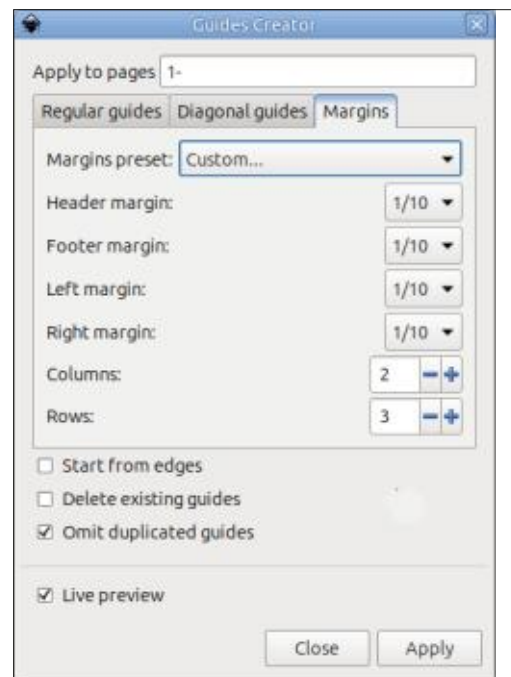 Guides Creator
Apply to pages 1-
Regular guides Diagonal guides Margins
Margins preset: Custom...
Header margin: 1/10
Footer margin: 1/10
Left margin: 1/10
Right margin: 1/10
Columns: 2
Rows: 3
Start from edges
Delete existing guides
Omit duplicated guides
Live preview
Close Apply